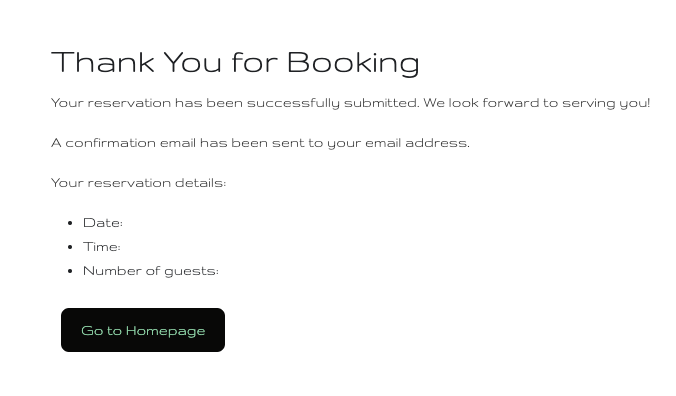 Thank You for Booking
Your reservation has been successfully submitted. We look forward to serving you!
A confirmation email has been sent to your email address.
Your reservation details:
• Date:
• Time:
• Number of guests:
Go to Homepage